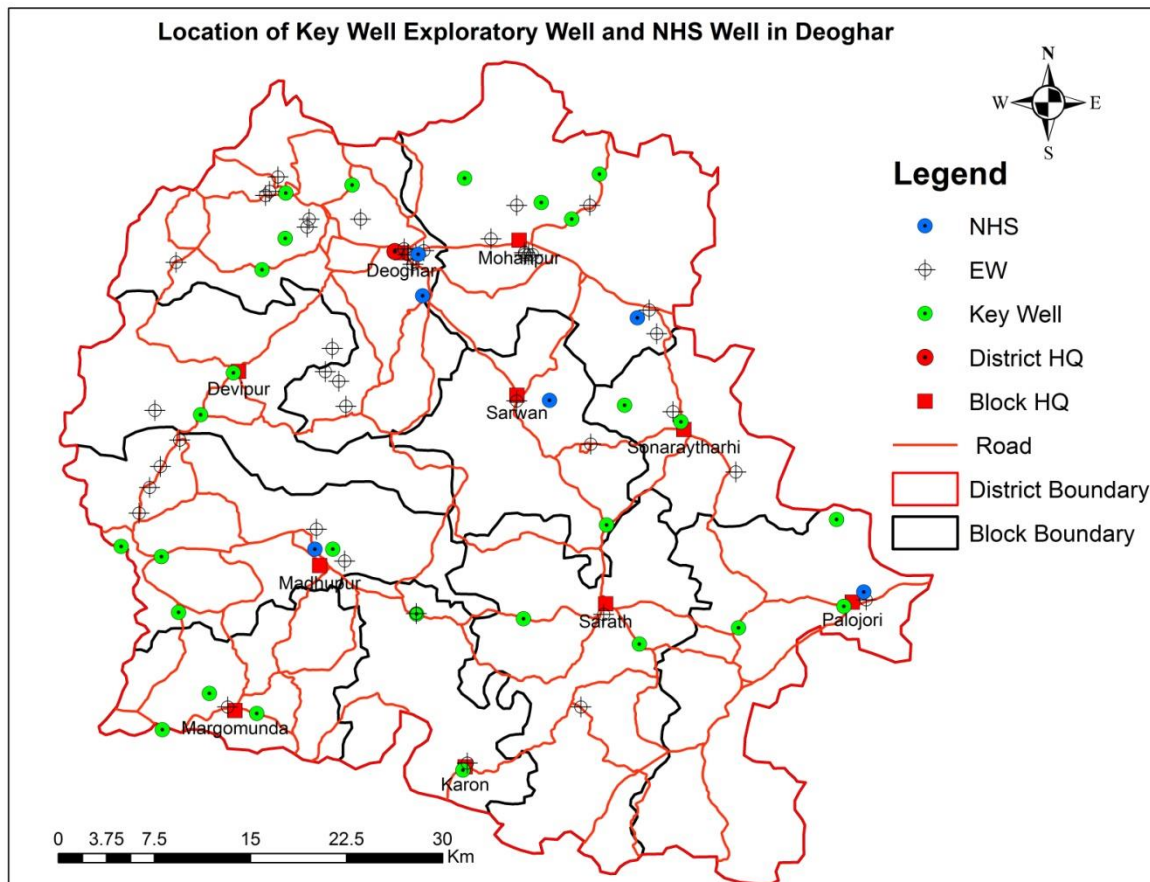 Location of Key Well Exploratory Well and NHS Well in Deoghar
N
W E
S
Legend
NHS
EW
Key Well
District HQ
Block HQ
Road
District Boundary
Block Boundary
Deoghar
Mohanpur
Devipur
Sarwan
Sonaraytharhi
Madhupur
Sarath
Palojori
Margomunda
Karon
0 3.75 7.5 15 22.5 30
Km